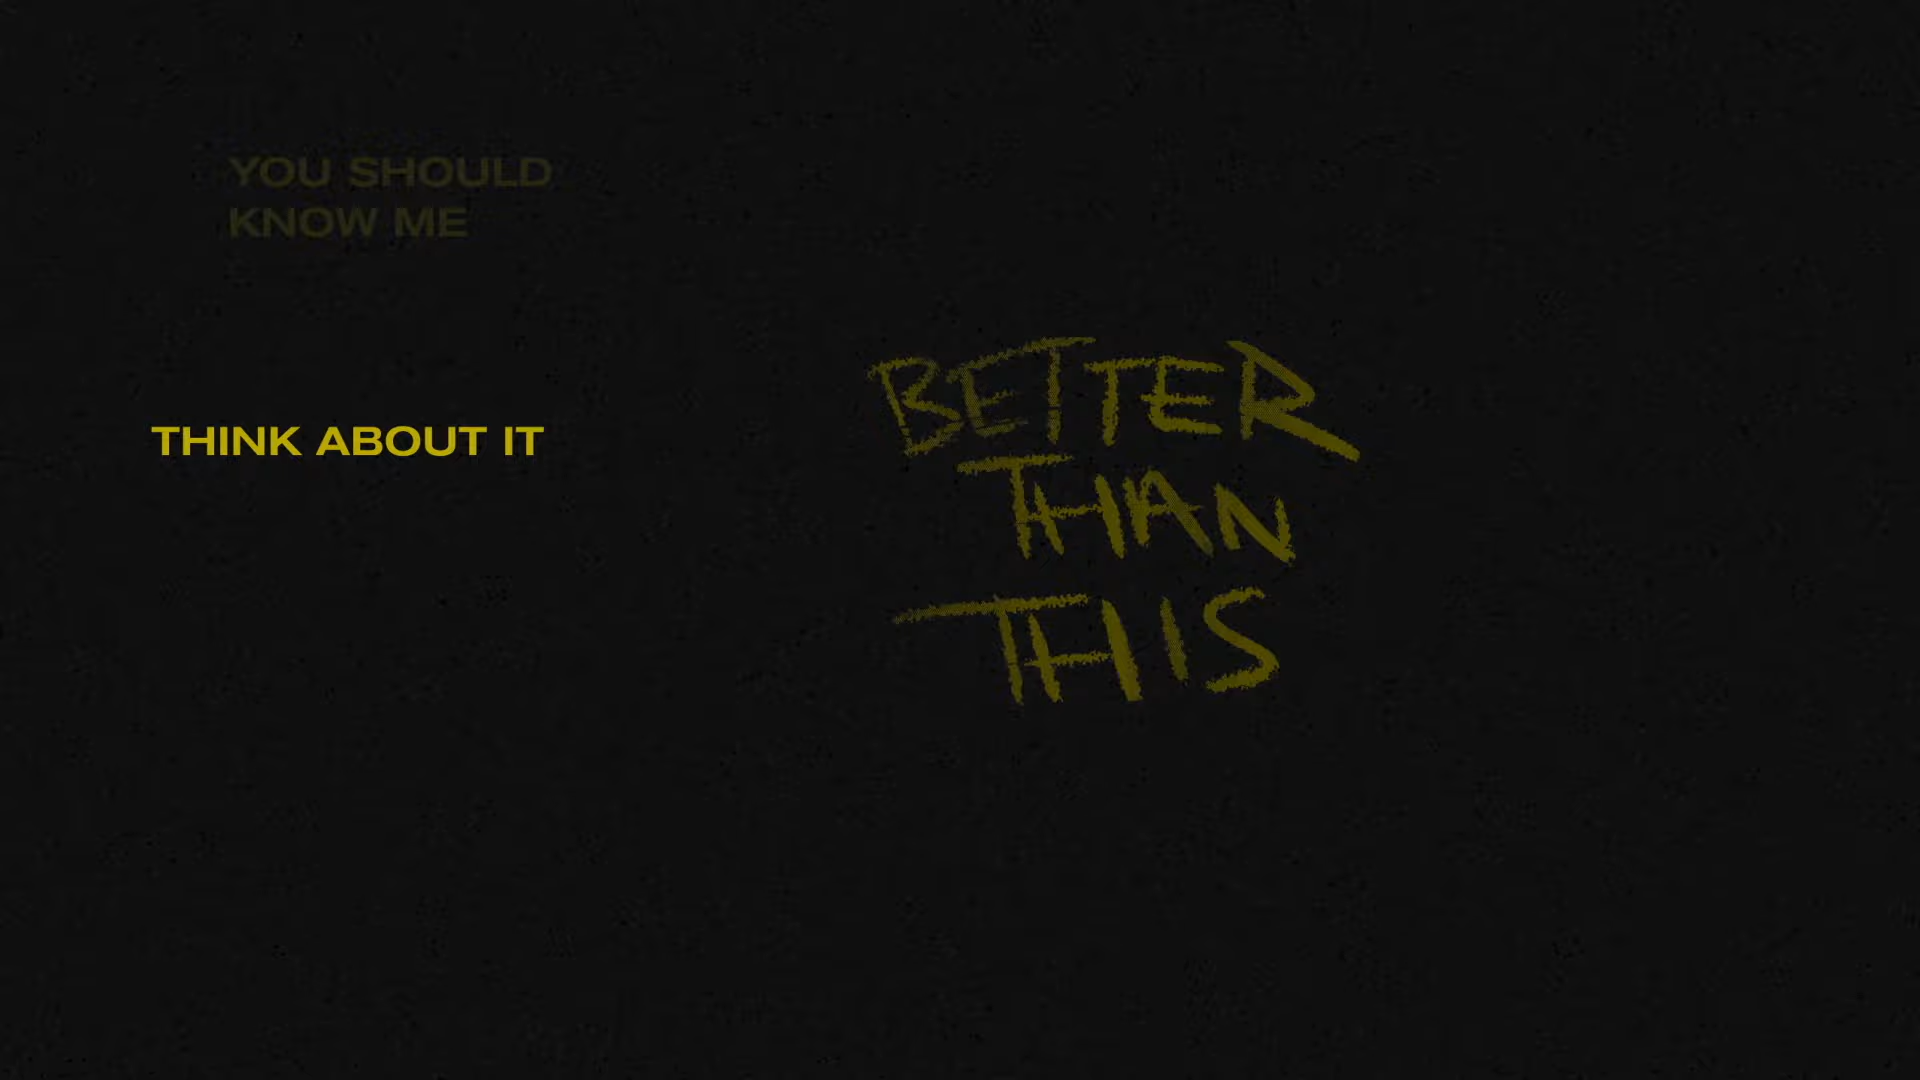 YOU SHOULD
KNOW ME
BETTER
THAN
THIS
THINK ABOUT IT